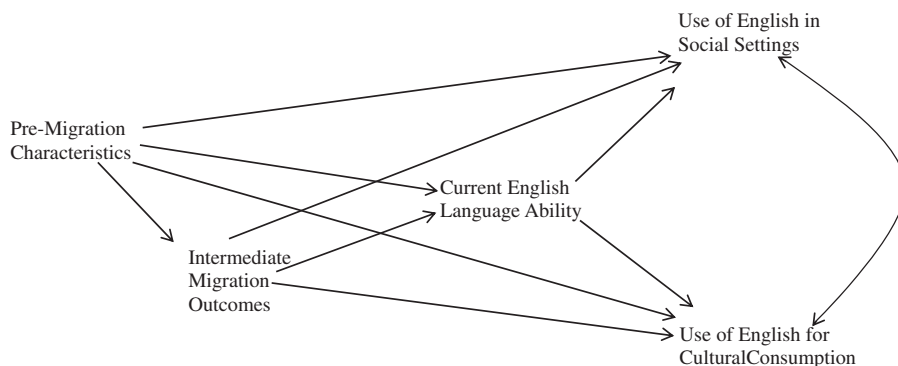 Use of English in
Social Settings
Pre-Migration
Characteristics
Current English
Language Ability
Intermediate
Migration
Outcomes
Use of English for
CulturalConsumption